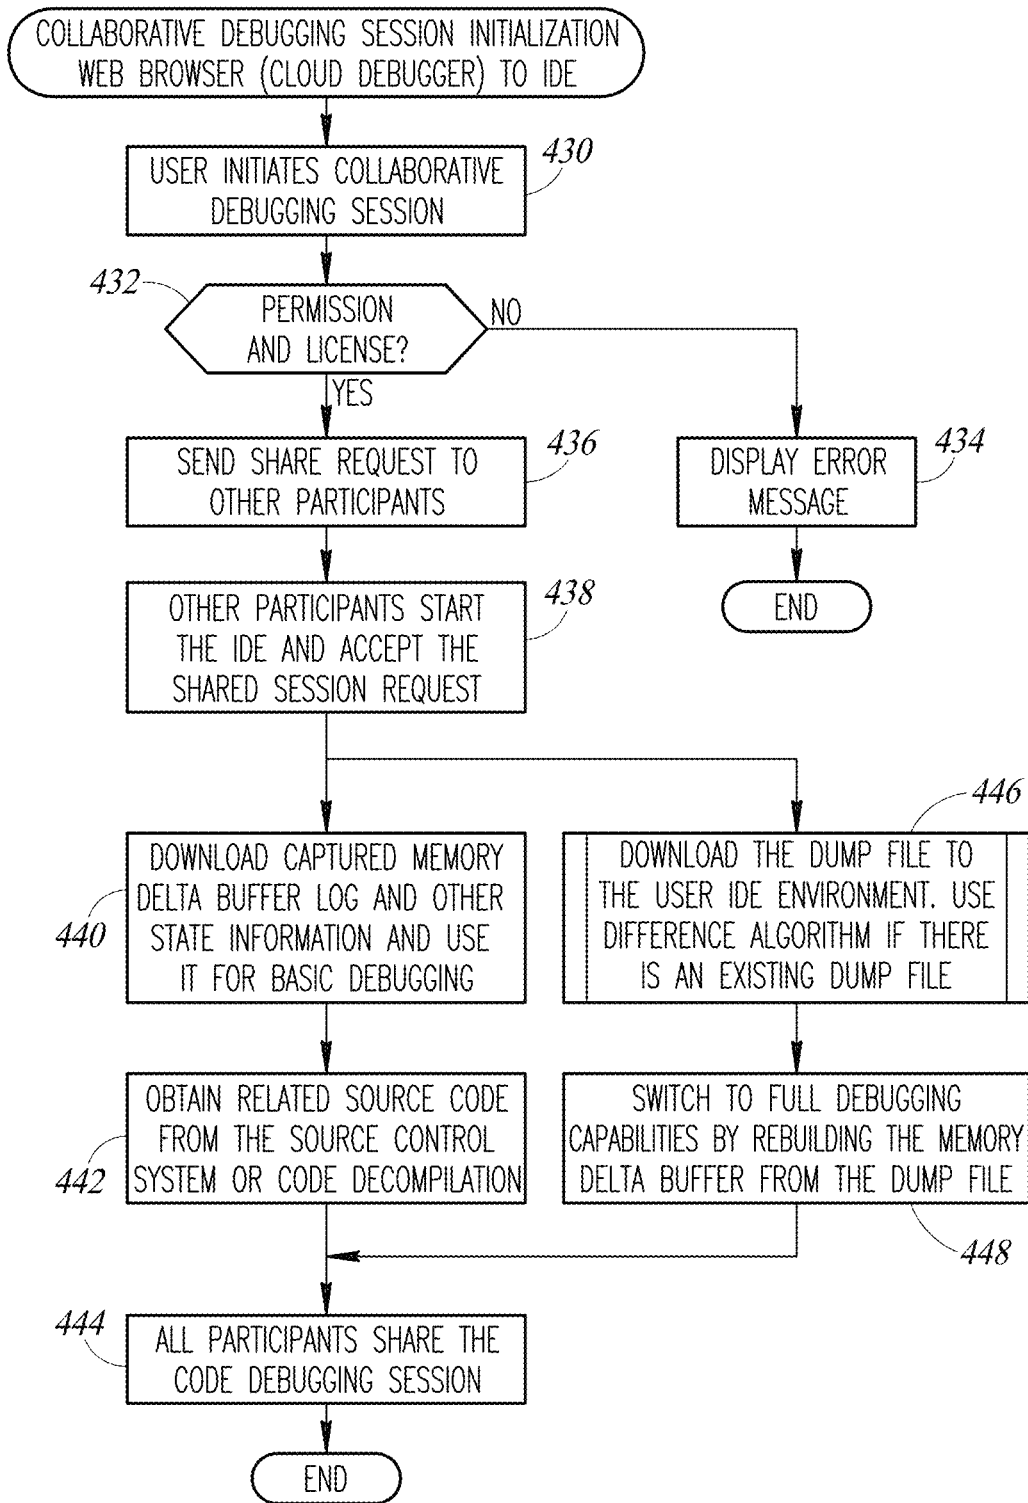 COLLABORATIVE DEBUGGING SESSION INITIALIZATION
WEB BROWSER (CLOUD DEBUGGER) TO IDE
430
USER INITIATES COLLABORATIVE
DEBUGGING SESSION
432
PERMISSION
AND LICENSE?
NO
YES
436
SEND SHARE REQUEST TO
OTHER PARTICIPANTS
434
DISPLAY ERROR
MESSAGE
END
438
OTHER PARTICIPANTS START
THE IDE AND ACCEPT THE
SHARED SESSION REQUEST
440
DOWNLOAD CAPTURED MEMORY
DELTA BUFFER LOG AND OTHER
STATE INFORMATION AND USE
IT FOR BASIC DEBUGGING
446
DOWNLOAD THE DUMP FILE TO
THE USER IDE ENVIRONMENT. USE
DIFFERENCE ALGORITHM IF THERE
IS AN EXISTING DUMP FILE
442
OBTAIN RELATED SOURCE CODE
FROM THE SOURCE CONTROL
SYSTEM OR CODE DECOMPILATION
SWITCH TO FULL DEBUGGING
CAPABILITIES BY REBUILDING THE MEMORY
DELTA BUFFER FROM THE DUMP FILE
448
444
ALL PARTICIPANTS SHARE THE
CODE DEBUGGING SESSION
END